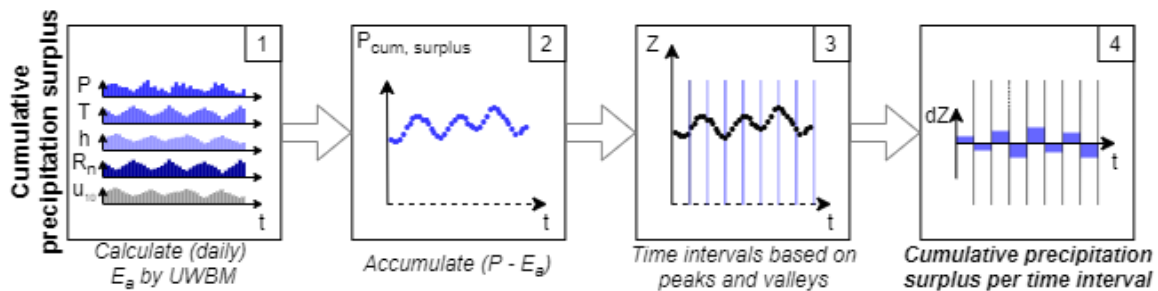 Cumulative
precipitation surplus
1
P
T
h
Rn
u10
t
Calculate (daily)
Ea by UWBM
2
Pcum, surplus
t
Accumulate (P - Ea)
3
Z
t
Time intervals based on
peaks and valleys
4
dZ
t
Cumulative precipitation
surplus per time interval